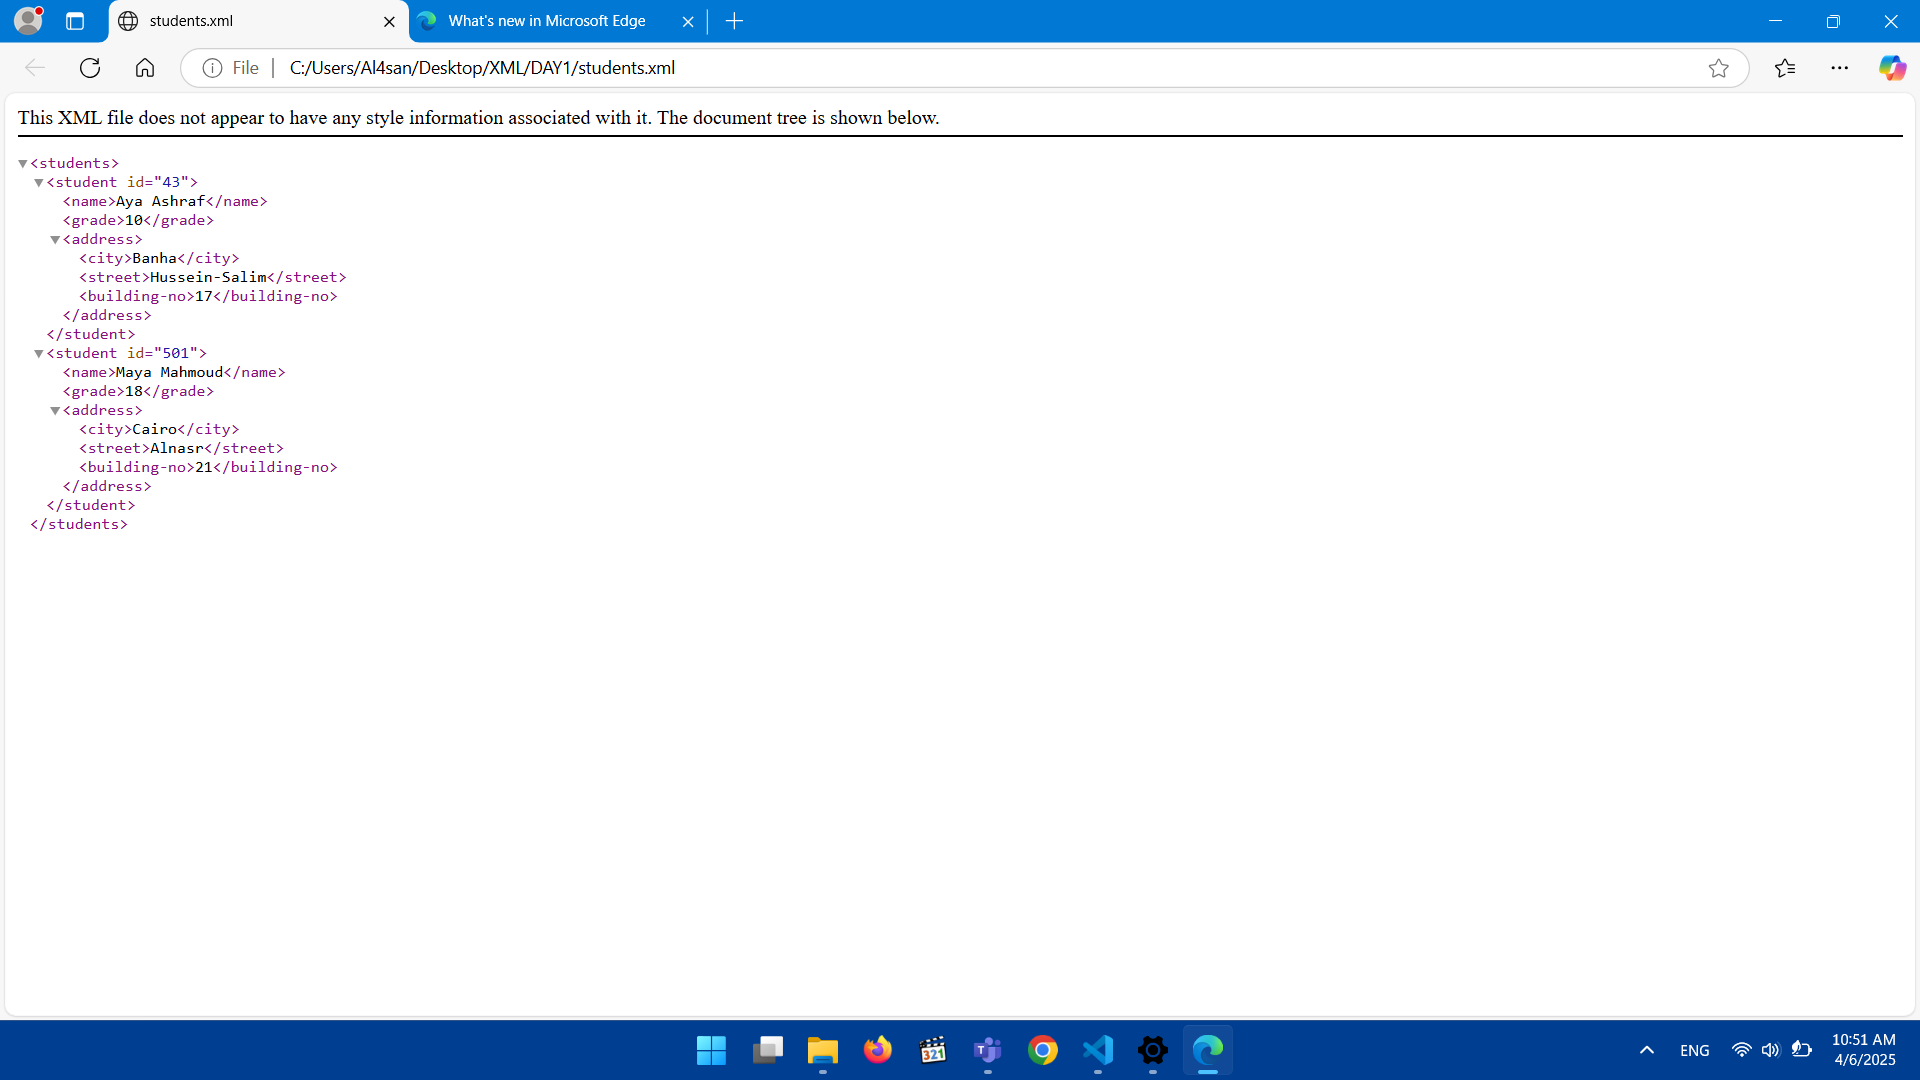 students.xml
What's new in Microsoft Edge
File
C:/Users/Al4san/Desktop/XML/DAY1/students.xml
This XML file does not appear to have any style information associated with it. The document tree is shown below.
<students>
<student id="43">
<name>Aya Ashraf</name>
<grade>10</grade>
<address>
<city>Banha</city>
<street>Hussein-Salim</street>
<building-no>17</building-no>
</address>
</student>
<student id="501">
<name>Maya Mahmoud</name>
<grade>18</grade>
<address>
<city>Cairo</city>
<street>Alnasr</street>
<building-no>21</building-no>
</address>
</student>
</students>
321
T
ENG
10:51 AM
4/6/2025